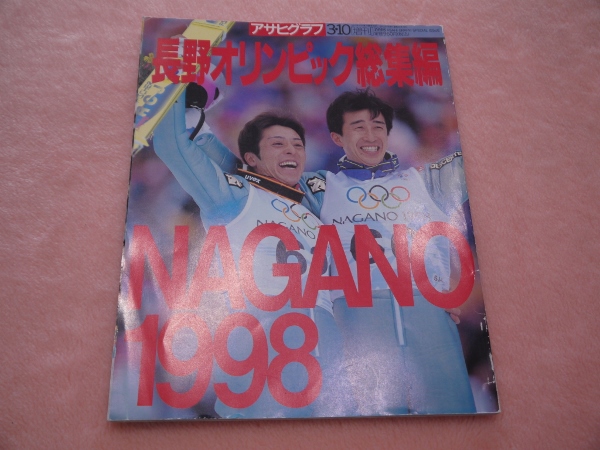 アサヒグラフ 3・10
長野オリンピック総集編
uvex
NAGANO
NAGANO 1998
NAGANO
1998